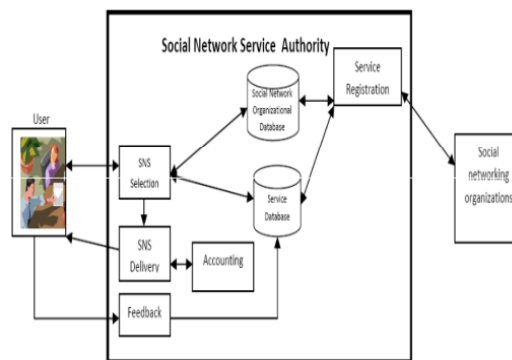 Social Network Service Authority
Service
Registration
Social Network
Organizational
Database
User
SNS
Selection
Social
networking
organizations
Service
Database
SNS
Delivery
Accounting
Feedback